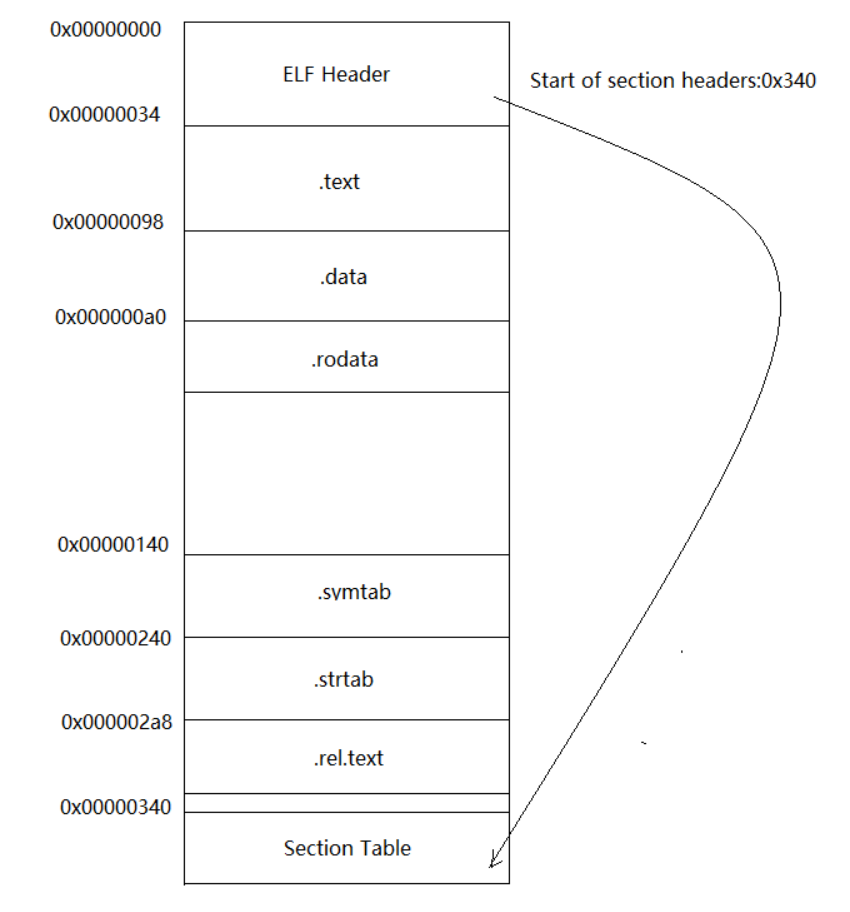 0x00000000
ELF Header
Start of section headers:0x340
0x00000034
.text
0x00000098
.data
0x000000a0
.rodata
0x00000140
.symtab
0x00000240
.strtab
0x000002a8
.rel.text
0x00000340
Section Table